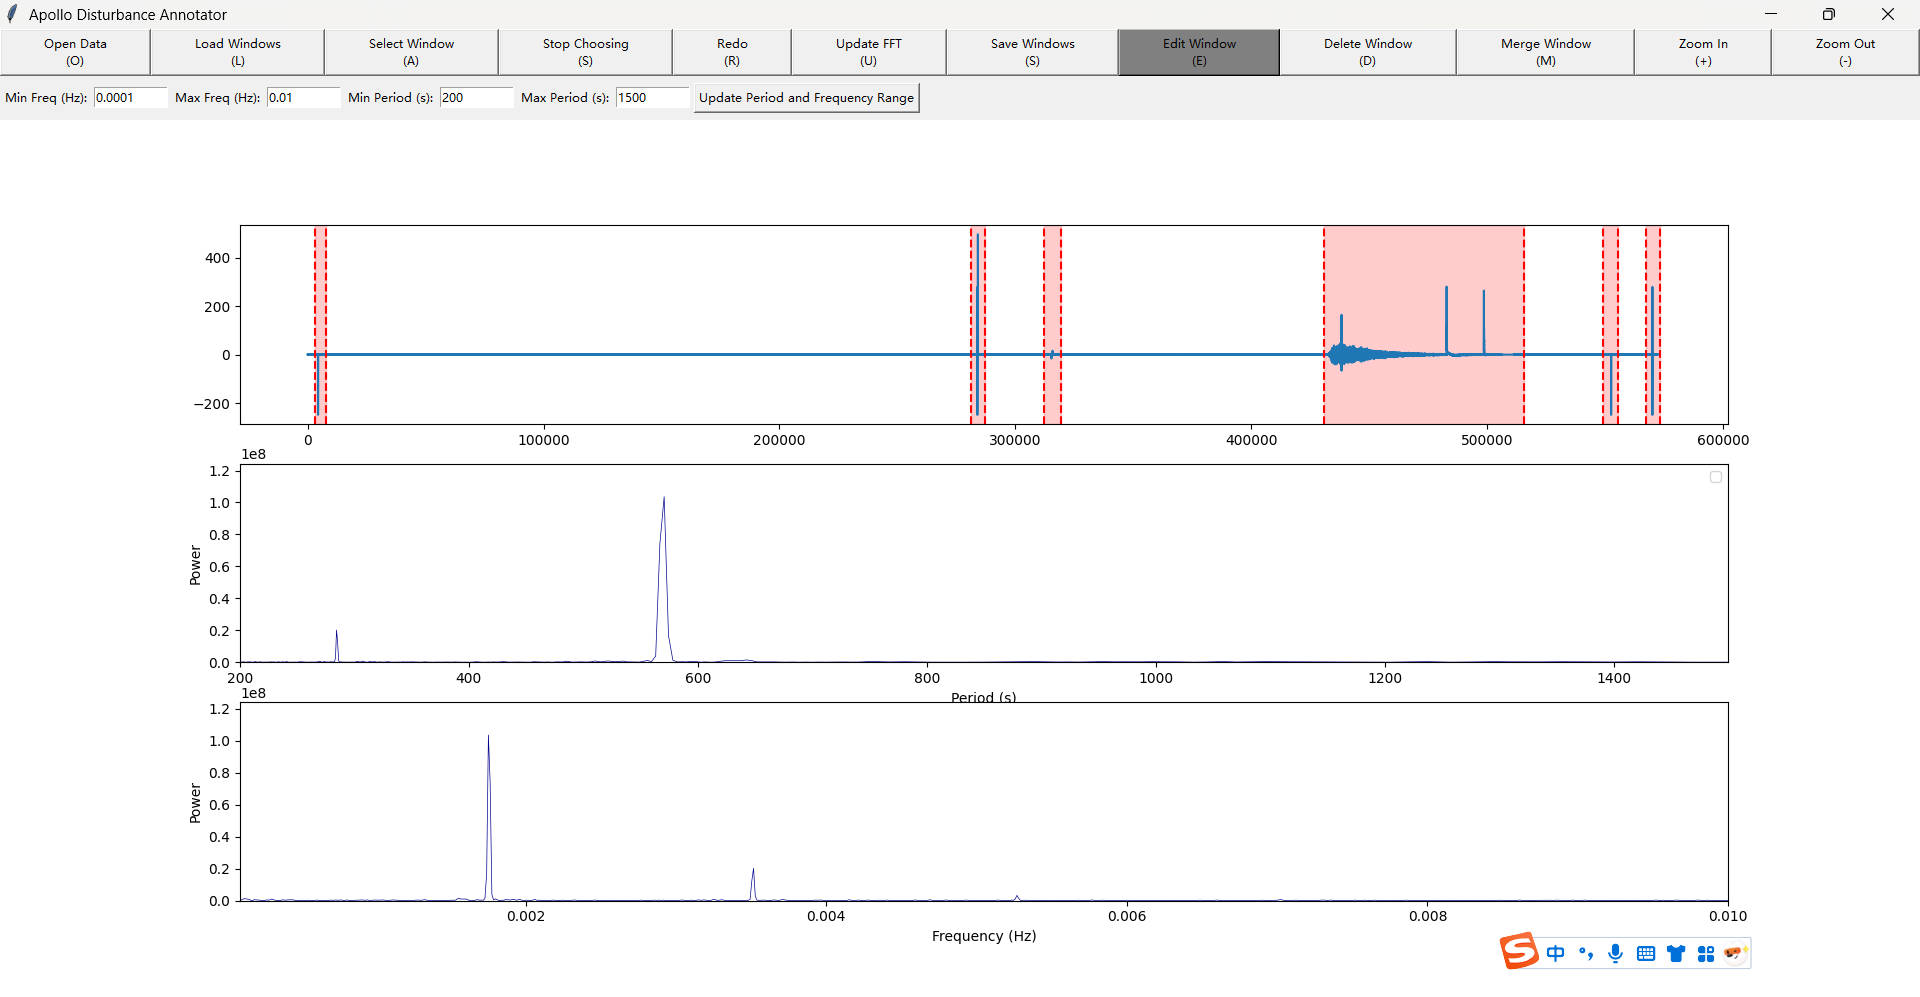 Apollo Disturbance Annotator
Open Data Load Windows Select Window Stop Choosing Redo Update FFT Save Windows Edit Window Delete Window Merge Window Zoom In Zoom Out
(O) (L) (A) (S) (R) (U) (S) (E) (D) (M) (+) (-)
Min Freq (Hz): 0.0001 Max Freq (Hz): 0.01 Min Period (s): 200 Max Period (s): 1500 Update Period and Frequency Range
400
200
0
−200
0 100000 200000 300000 400000 500000 600000
1e8
1.2
1.0
0.8
0.6
0.4
0.2
0.0
Power
200 400 600 800 1000 1200 1400
Period (s)
1e8
1.2
1.0
0.8
0.6
0.4
0.2
0.0
Power
0.002 0.004 0.006 0.008 0.010
Frequency (Hz)
S 中 °,